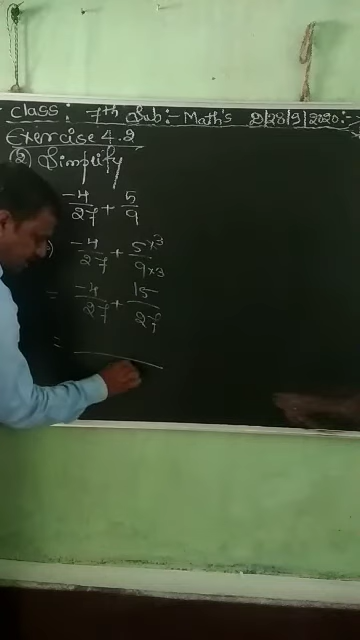 Class: 7th Sub:- Math's D/28/9/2020:-
Exercise 4.2
(2) Simplify
-4/27 + 5/9
-4/27 + 5×3/9×3
= -4/27 + 15/27
=